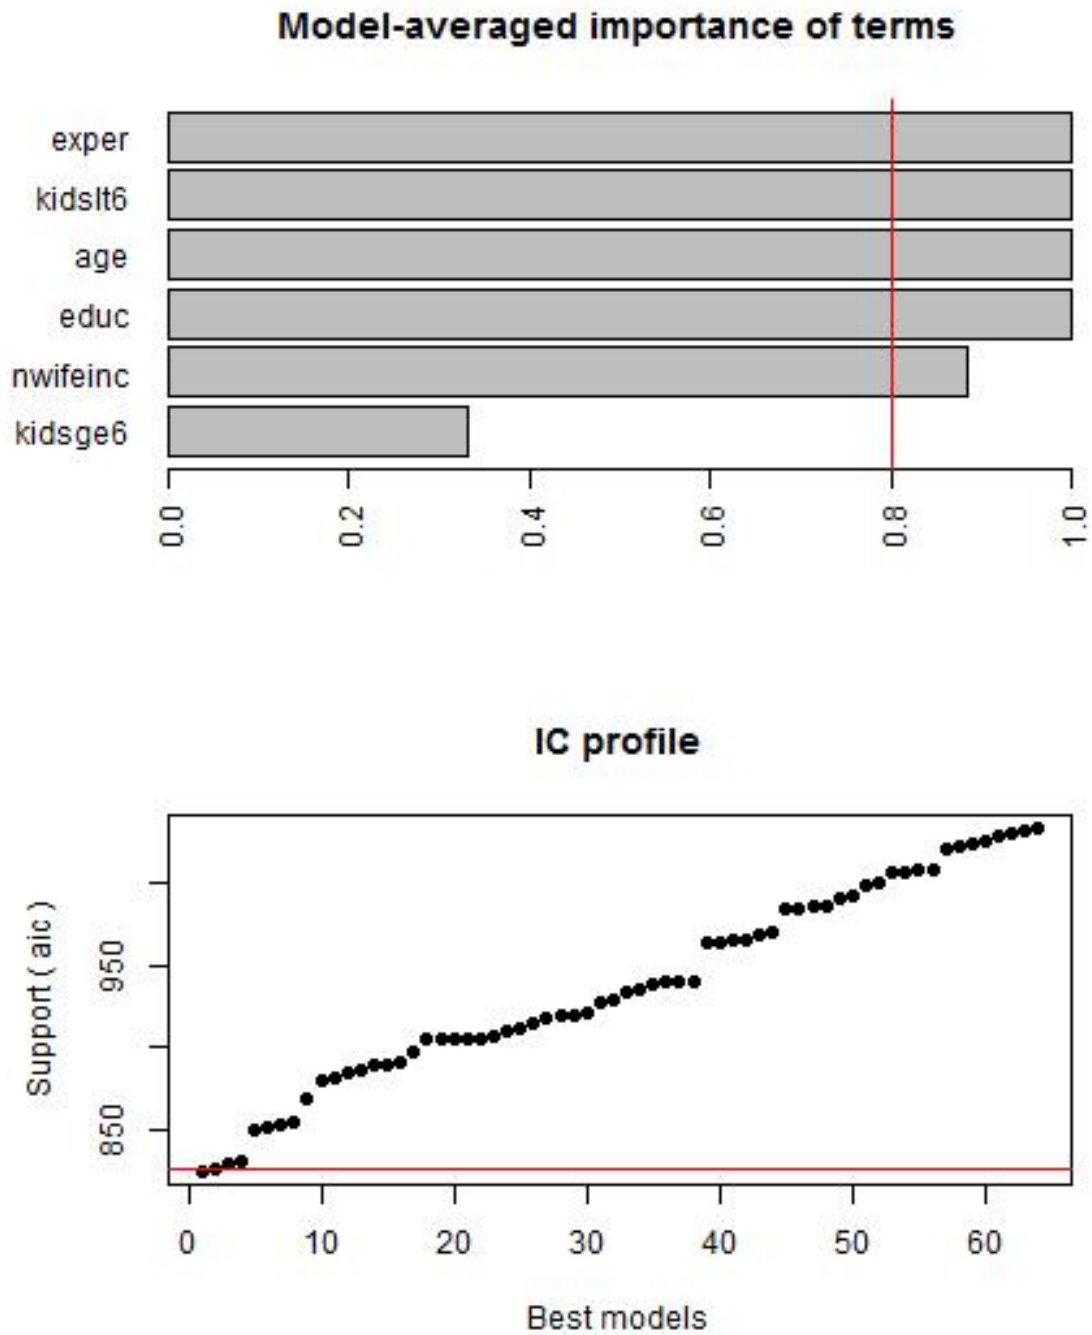 Model-averaged importance of terms
exper
kidslt6
age
educ
nwifeinc
kidsge6
0.0 0.2 0.4 0.6 0.8 1.0
IC profile
Support ( aic )
950
850
0 10 20 30 40 50 60
Best models